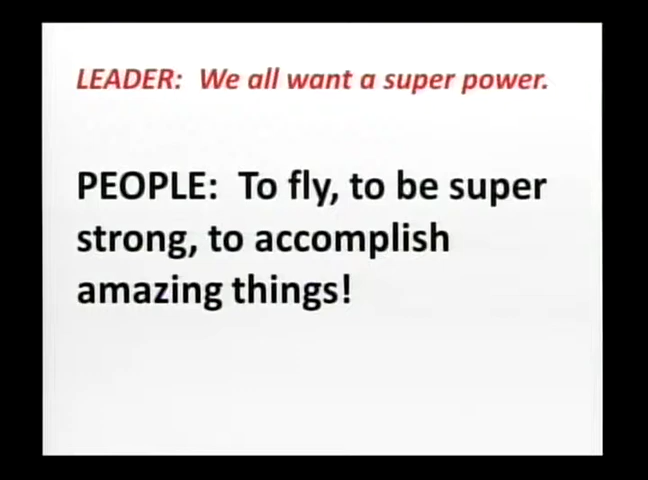 LEADER: We all want a super power.
PEOPLE: To fly, to be super
strong, to accomplish
amazing things!